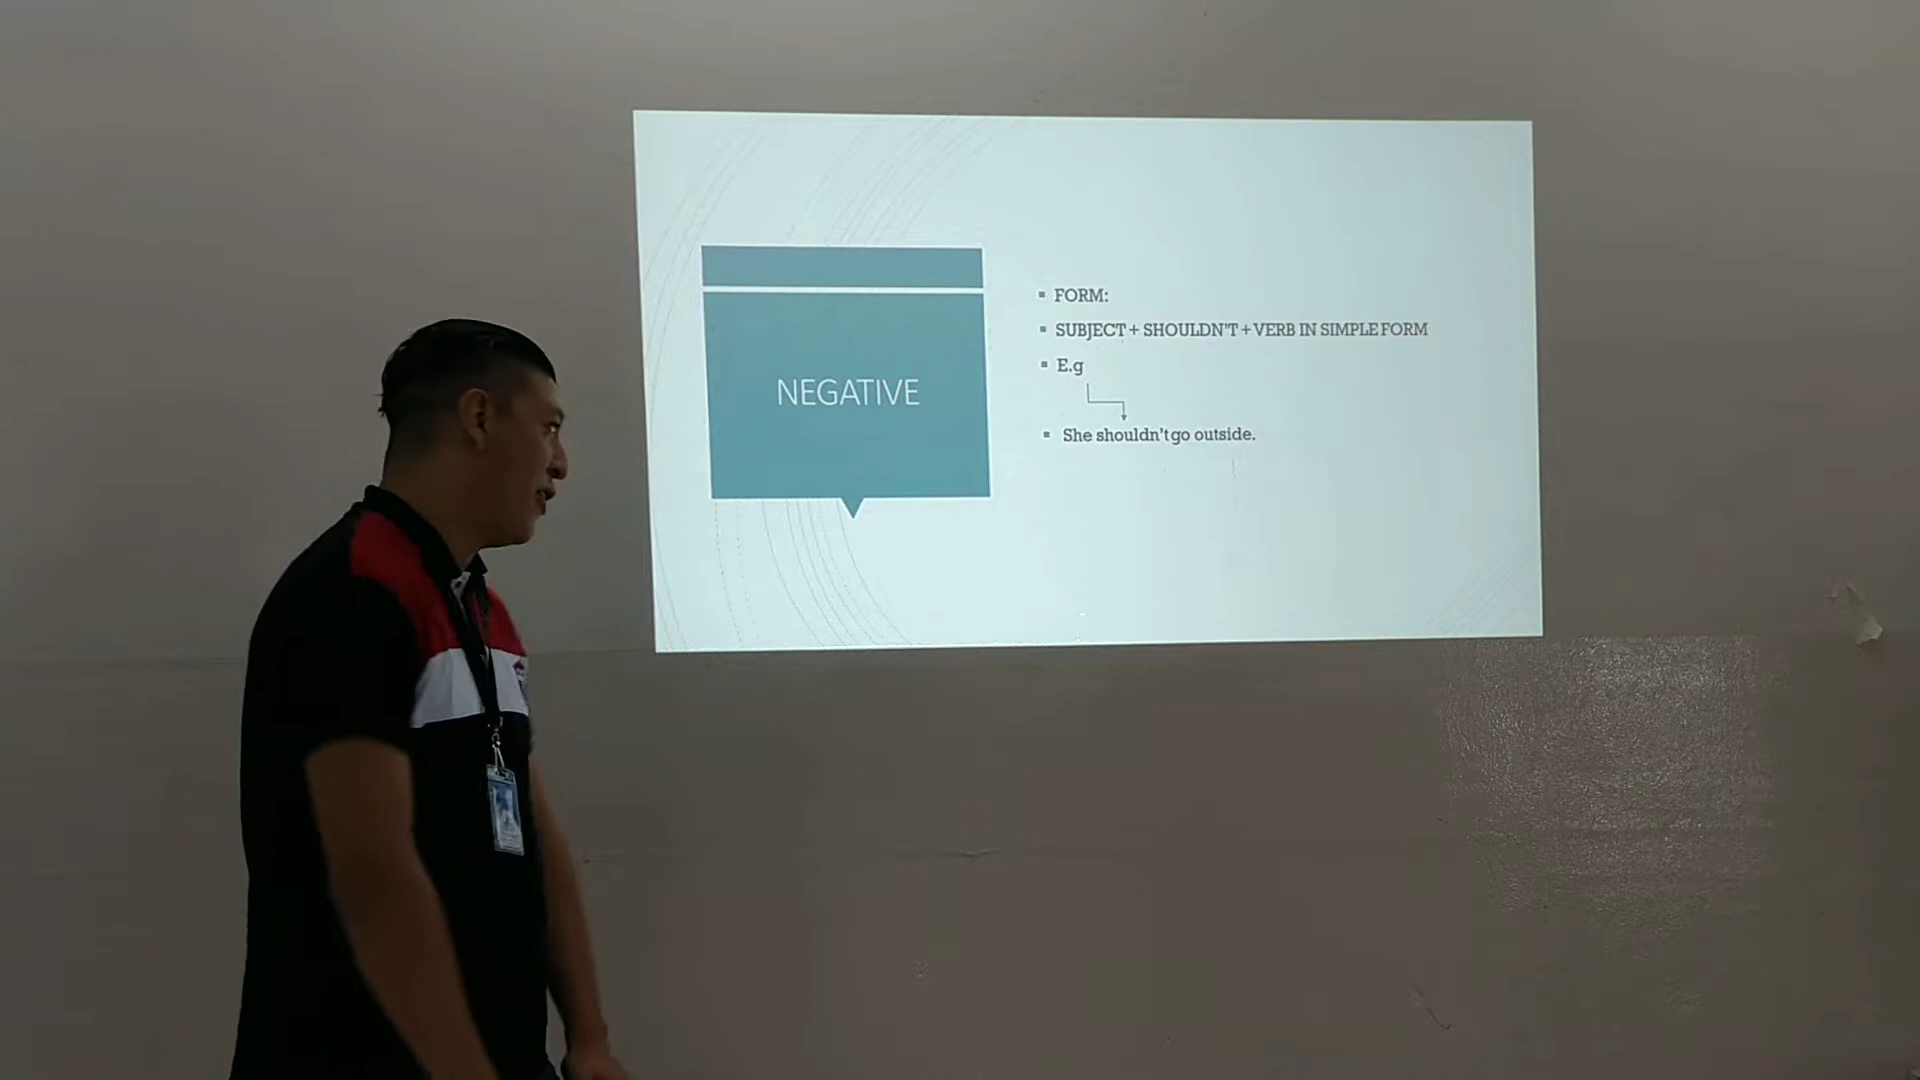 NEGATIVE
FORM:
SUBJECT + SHOULDN'T + VERB IN SIMPLE FORM
E.g
She shouldn't go outside.